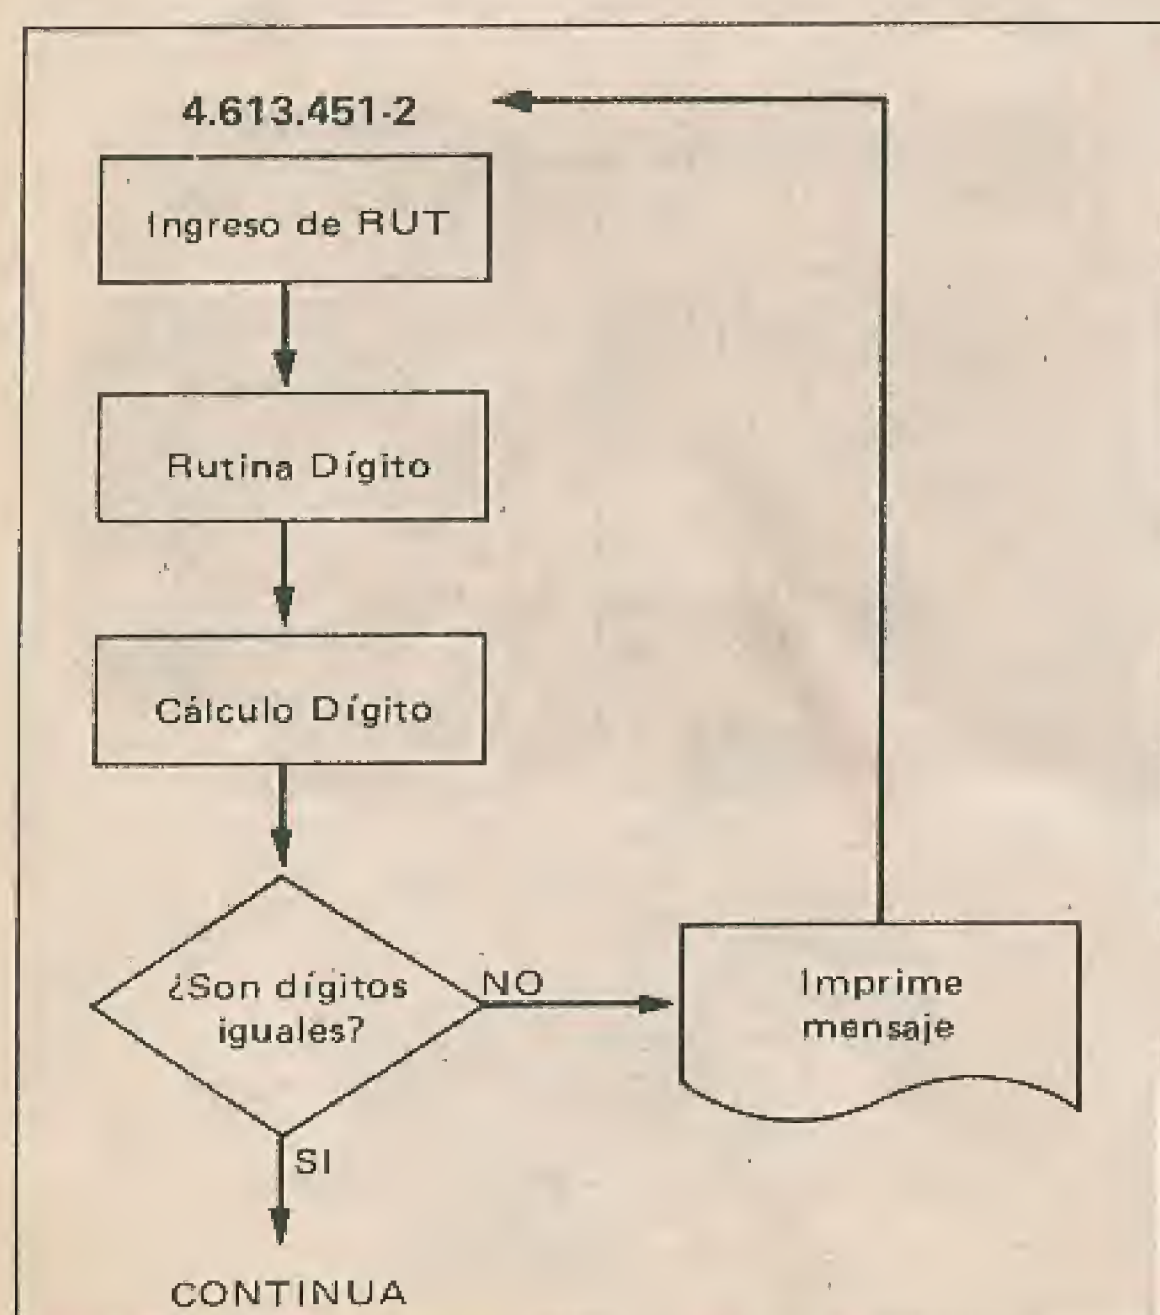 4.613.451-2
Ingreso de RUT
Rutina Dígito
Cálculo Dígito
¿Son dígitos
iguales?
NO
Imprime
mensaje
SI
CONTINUA